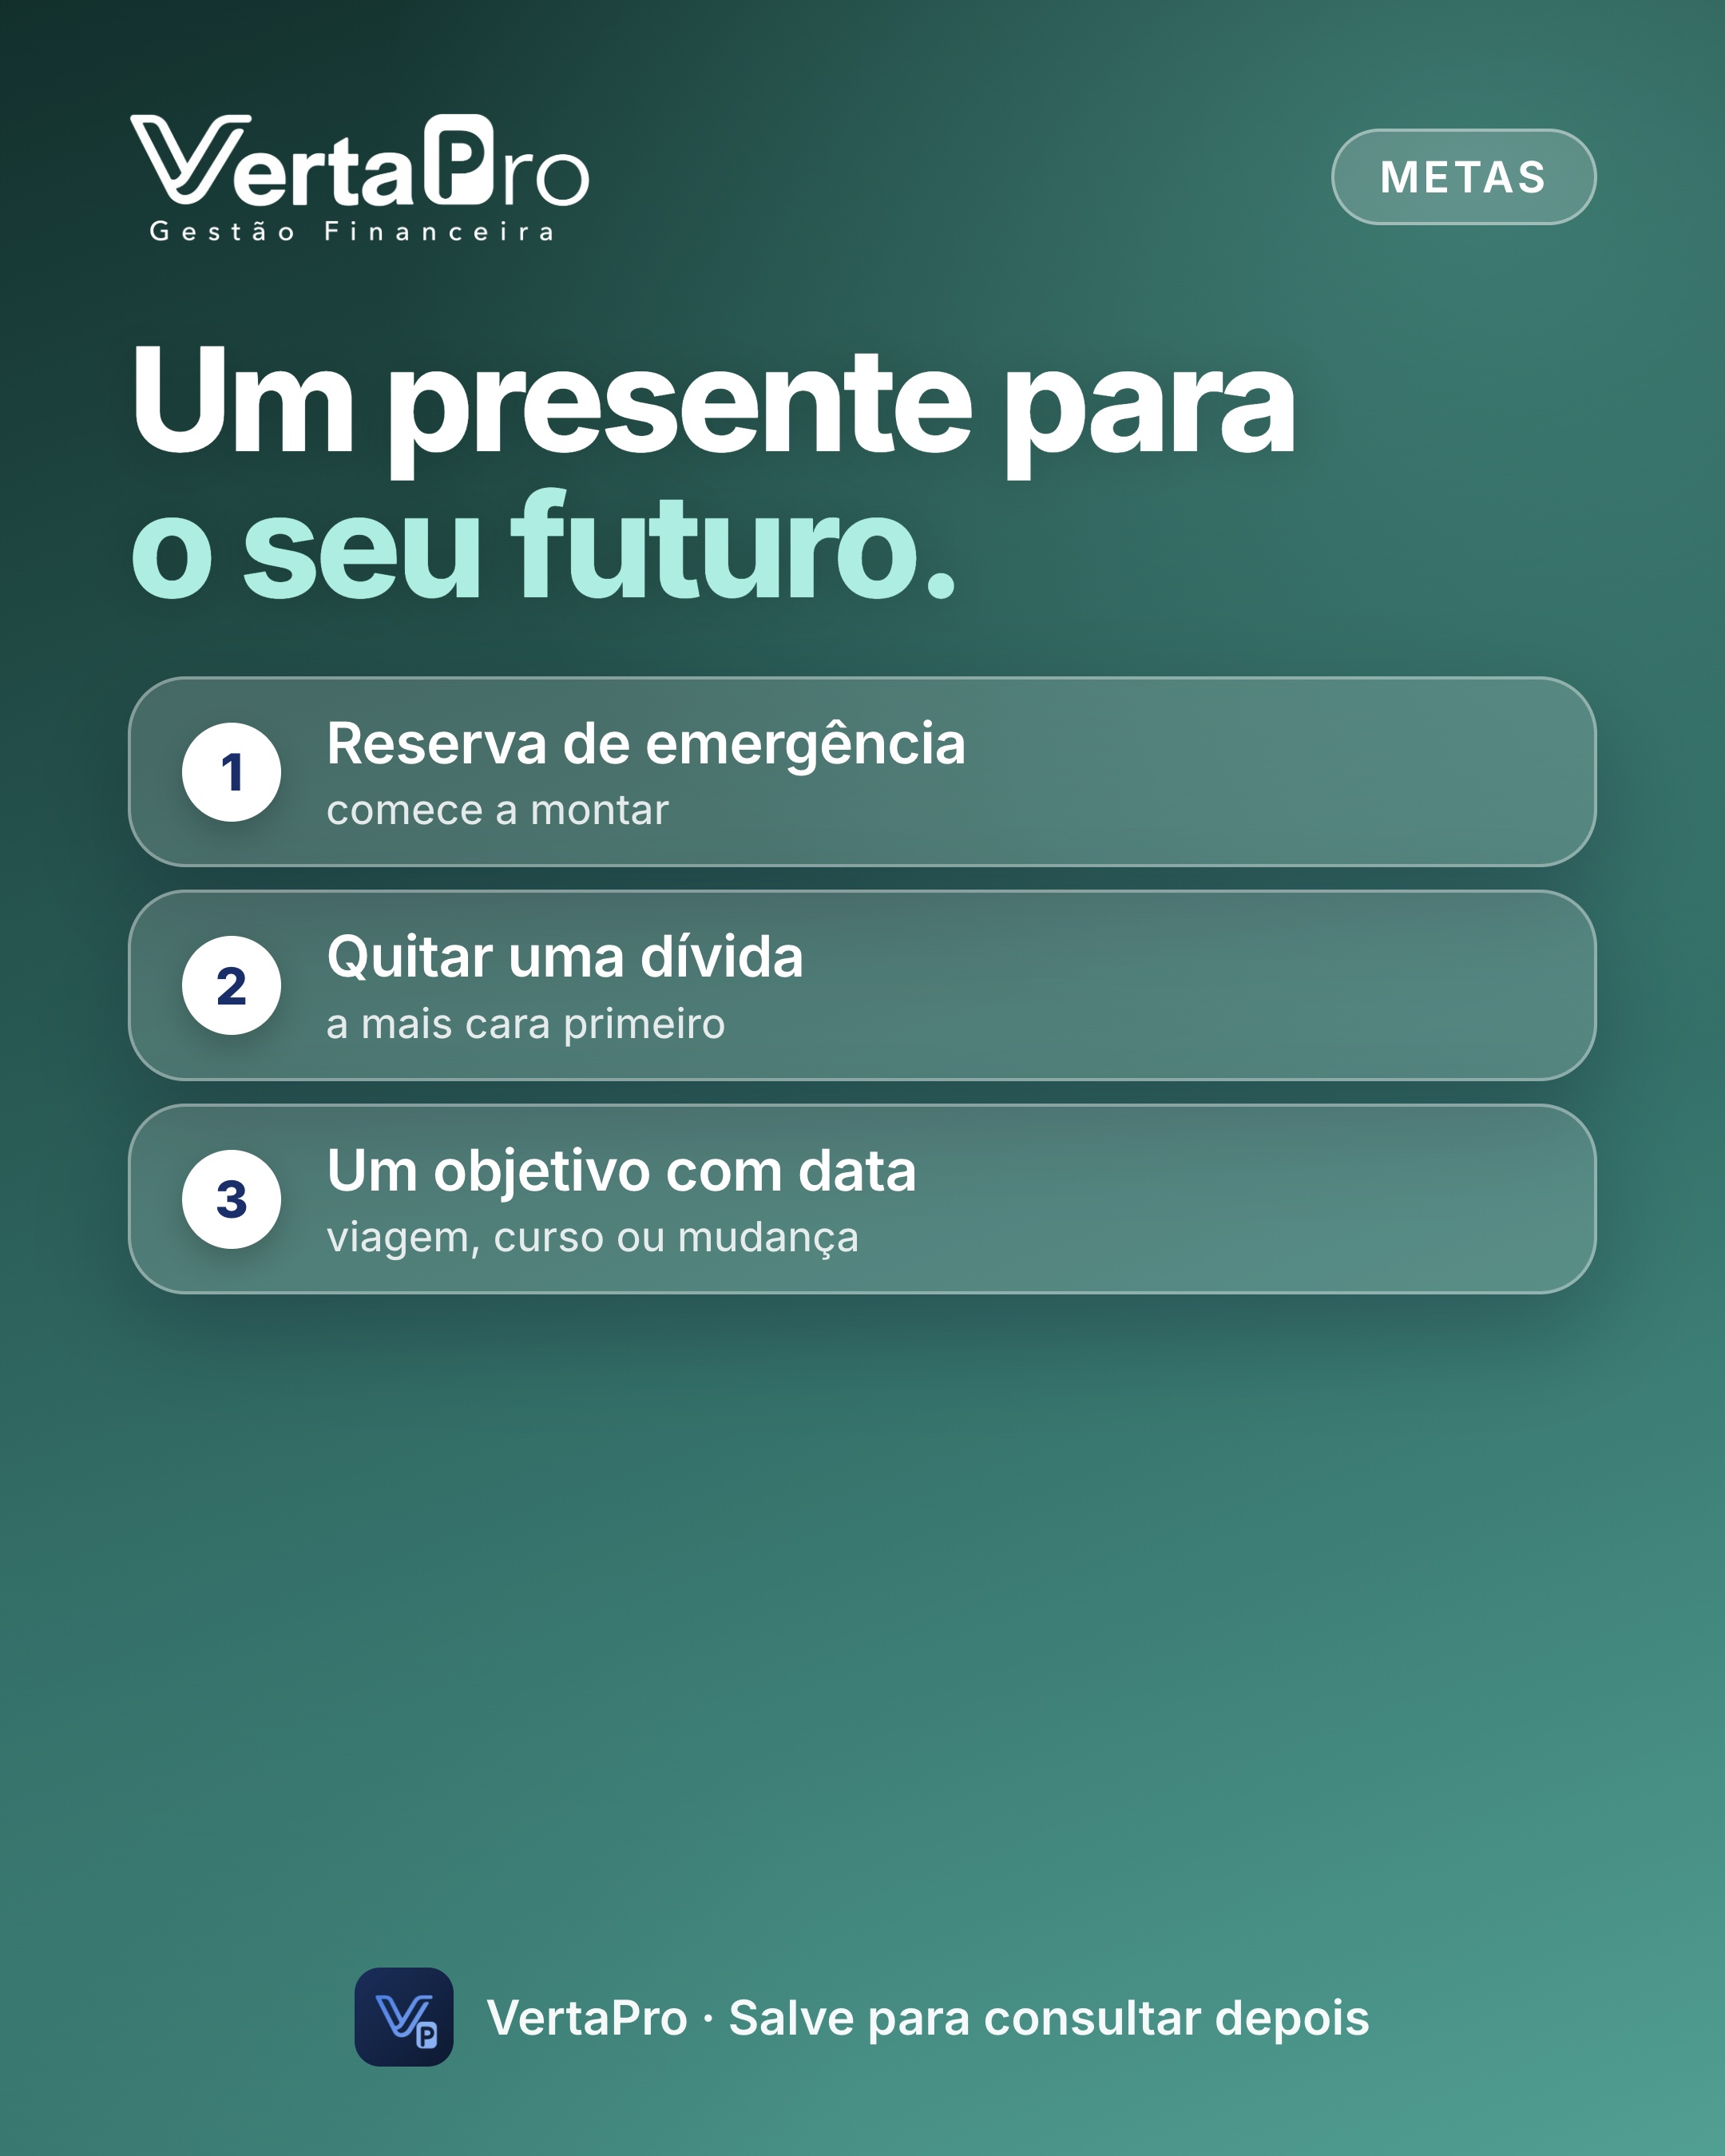 VertaPro
Gestão Financeira
METAS
Um presente para
o seu futuro.
1
Reserva de emergência
comece a montar
2
Quitar uma dívida
a mais cara primeiro
3
Um objetivo com data
viagem, curso ou mudança
VP
VertaPro · Salve para consultar depois